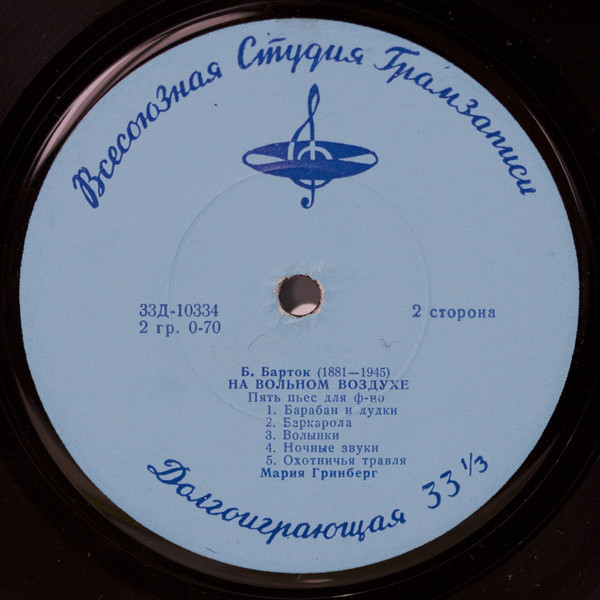 Всесоюзная Студия Грамзаписи
33Д-10334
2 гр. 0-70
2 сторона
Б. Барток (1881—1945)
НА ВОЛЬНОМ ВОЗДУХЕ
Пять пьес для ф-но
1. Барабан и дудки
2. Баркарола
3. Волынки
4. Ночные звуки
5. Охотничья травля
Мария Гринберг
Долгоиграющая 33 ⅓